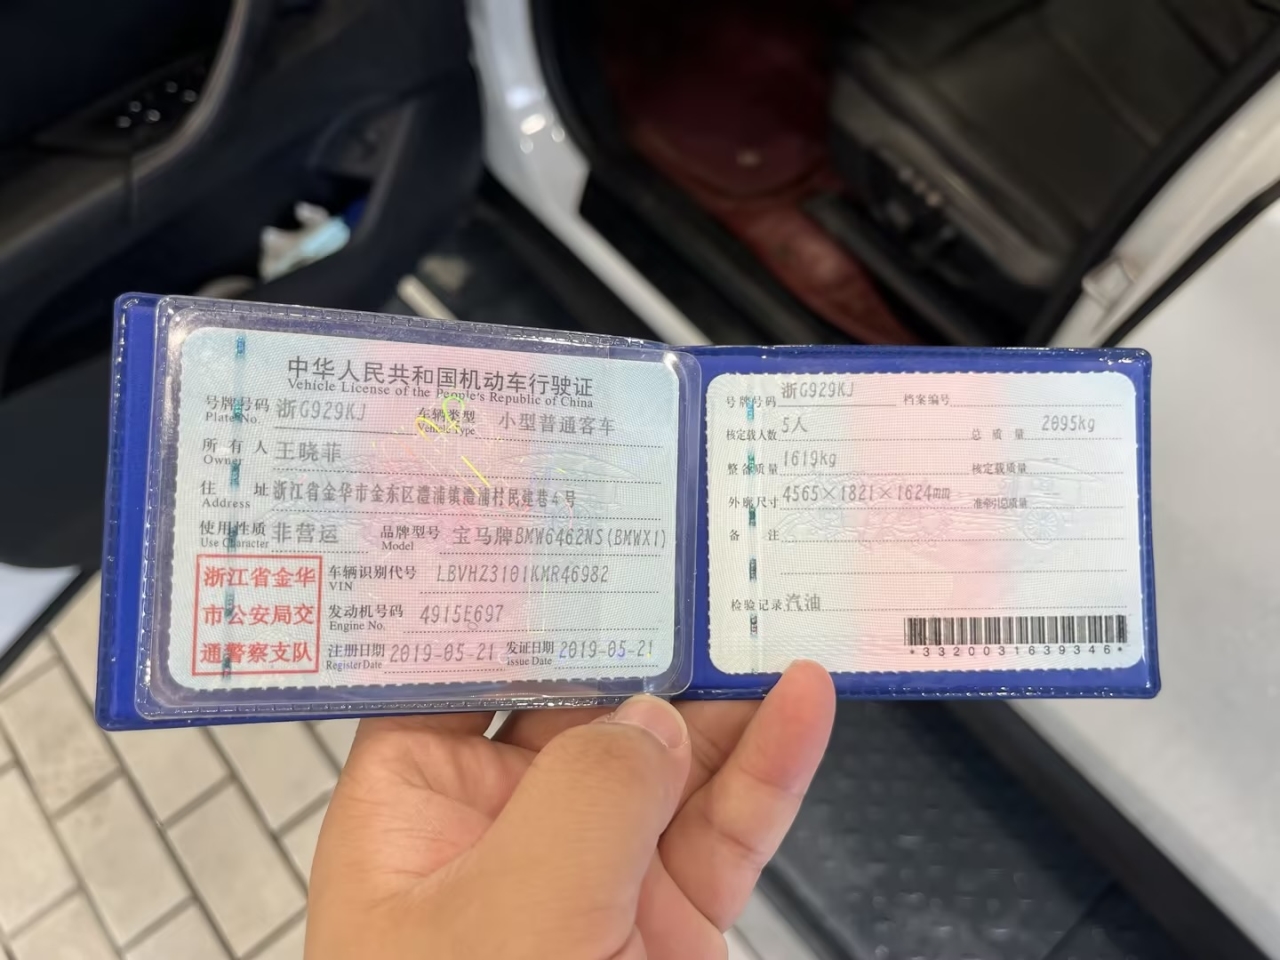 中华人民共和国机动车行驶证
Vehicle License of the People's Republic of China
号牌号码 浙G929KJ 车辆类型 小型普通客车
Plate No. Vehicle Type
所有人 王晓菲
Owner
住址 浙江省金华市金东区澧浦镇澧浦村民建巷4号
Address
使用性质 非营运 品牌型号 宝马牌BMW6462NS(BMWX1)
Use Character Model
浙江省金华
市公安局交
通警察支队
车辆识别代号 LBVHZ3101KMR46982
VIN
发动机号码 4915E697
Engine No.
注册日期 2019-05-21 发证日期 2019-05-21
Register Date Issue Date
号牌号码 浙G929KJ 档案编号
核定载人数 5人 总质量 2095kg
整备质量 1619kg 核定载质量 --
外廓尺寸 4565×1821×1624mm 准牵引总质量 --
备注
检验记录 汽油
*3320031639346*